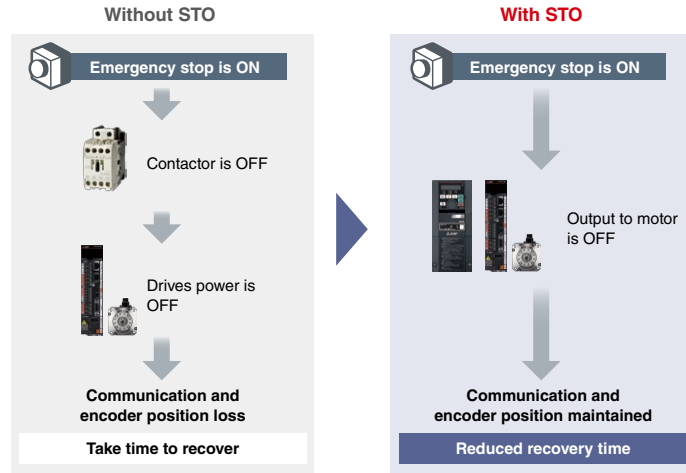 Without STO
Emergency stop is ON
Contactor is OFF
Drives power is
OFF
Communication and
encoder position loss
Take time to recover
With STO
Emergency stop is ON
Output to motor
is OFF
Communication and
encoder position maintained
Reduced recovery time